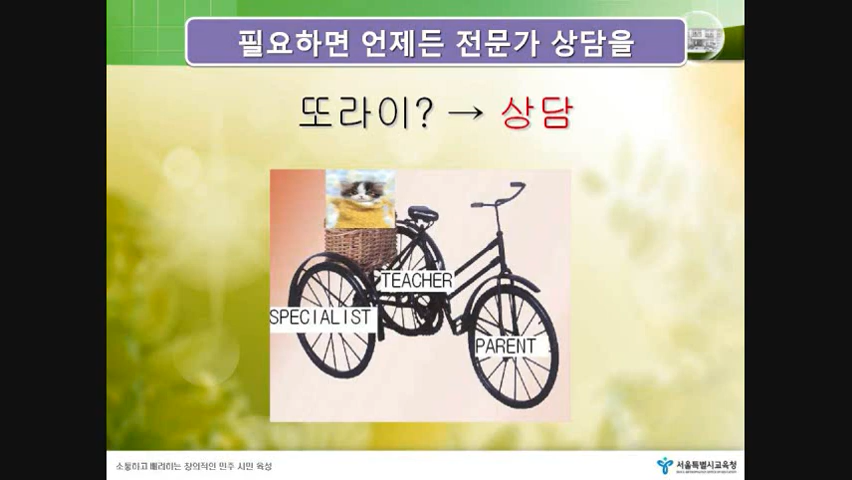 필요하면 언제든 전문가 상담을
또라이? → 상담
TEACHER
SPECIALIST
PARENT
소통하고 배려하는 창의적인 민주 시민 육성
서울특별시교육청